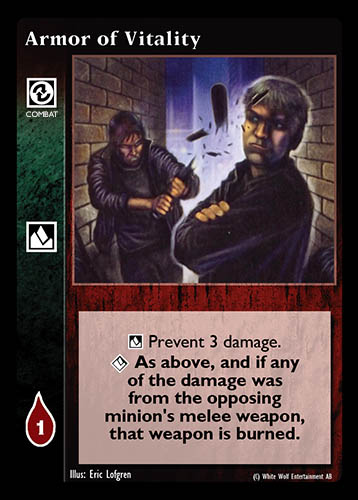 Armor of Vitality
COMBAT
Prevent 3 damage.
As above, and if any
of the damage was
from the opposing
minion's melee weapon,
that weapon is burned.
1
Illus: Eric Lofgren
(C) White Wolf Entertainment AB